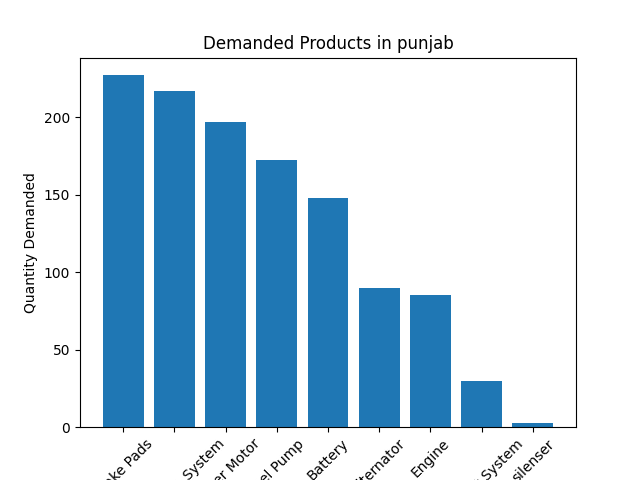 Demanded Products in punjab
Quantity Demanded
200
150
100
50
0
ke Pads
System
er Motor
el Pump
Battery
ternator
Engine
System
silenser